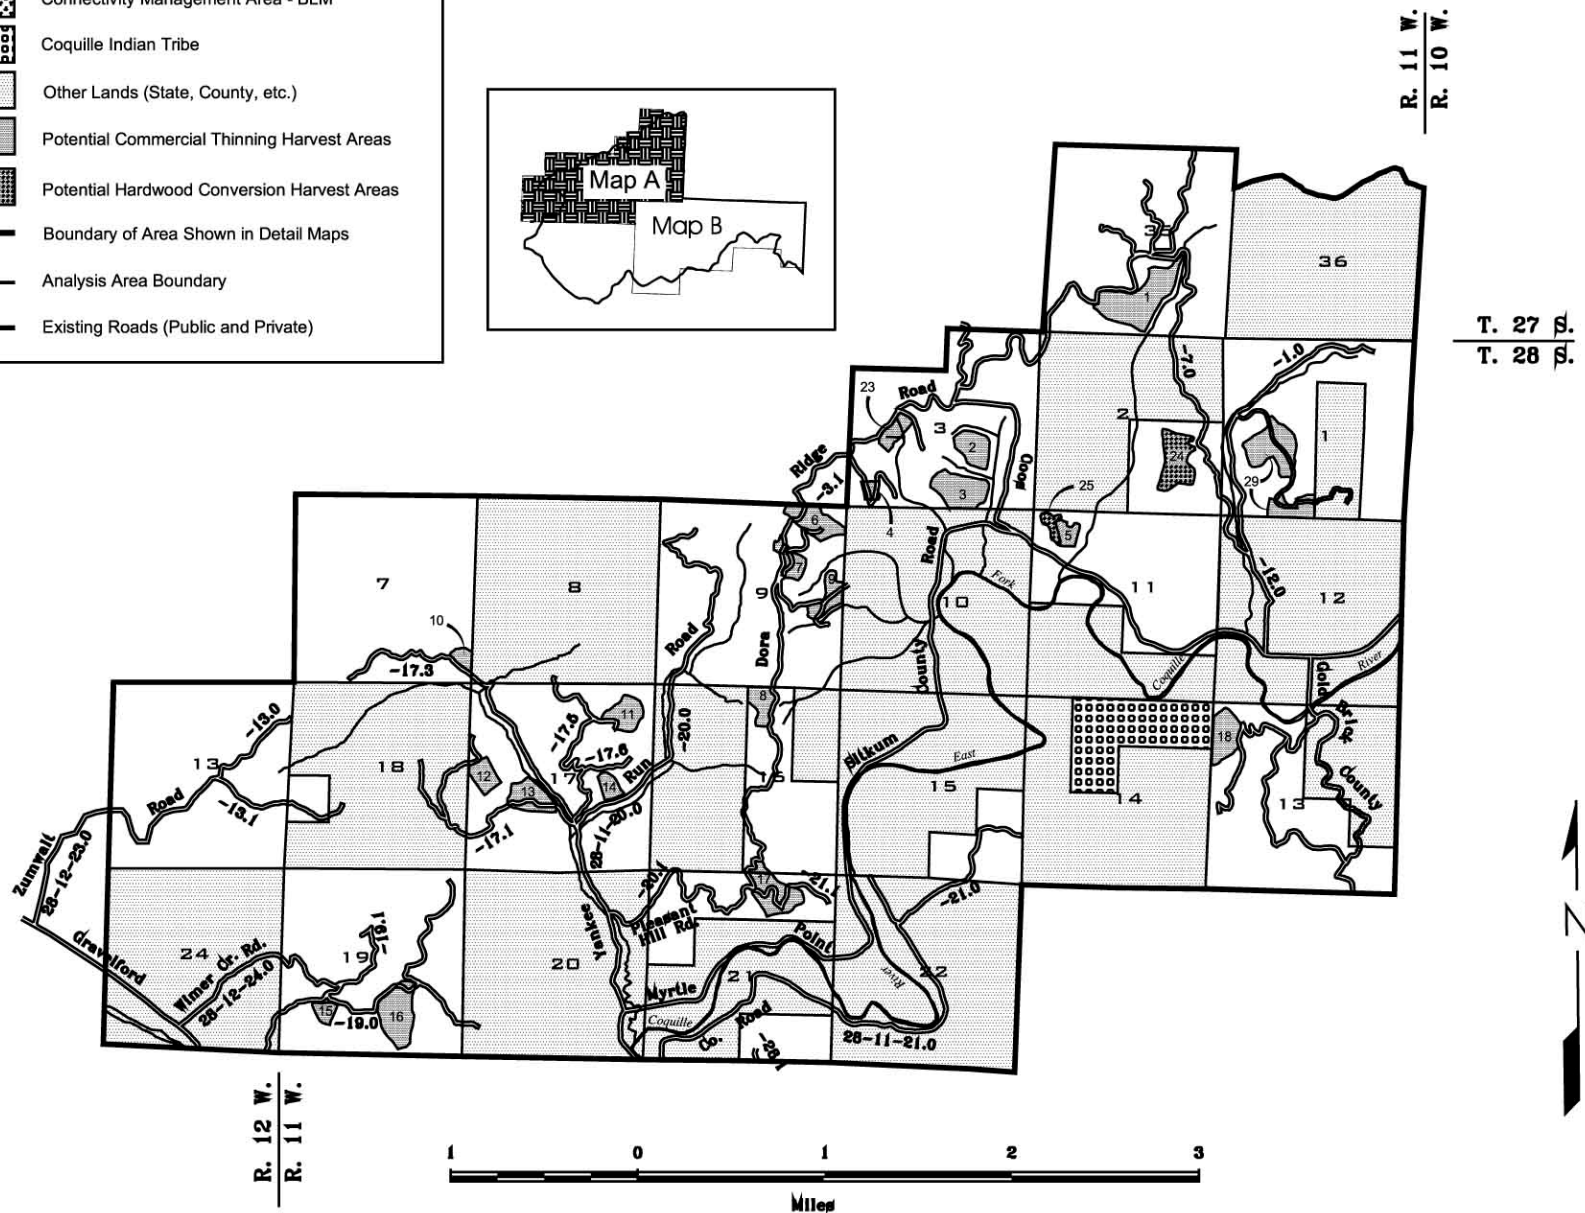 Connectivity Management Area - BLM
Coquille Indian Tribe
Other Lands (State, County, etc.)
Potential Commercial Thinning Harvest Areas
Potential Hardwood Conversion Harvest Areas
Boundary of Area Shown in Detail Maps
Analysis Area Boundary
Existing Roads (Public and Private)
Map A
Map B
R. 11 W.
R. 10 W.
T. 27 S.
T. 28 S.
36
1
-7.0
-1.0
23
Road
3
2
2
24
1
29
Ridge
-3.1
3
Coos
25
4
5
6
7
8
9
7
9
Road
Fork
10
11
-12.0
12
10
-17.3
Road
Dora
County
Coquille
Gold
River
-13.0
-17.5
11
-20.0
8
Brick
18
13
18
12
17
-17.6
14
Run
Sitkum
East
15
14
13
County
Road
-13.1
13
-17.1
28-11-20.0
Zumwalt
28-12-23.0
-20.1
17
-21.1
-21.0
Yankee
Pleasant
Hill Rd.
Point
Gravelford
24
Wimer Cr. Rd.
28-12-24.0
19
-19.1
20
21
River
22
Myrtle
15
-19.0
16
Coquille
Co. Road
28-11-21.0
R. 12 W.
R. 11 W.
1 0 1 2 3
Miles